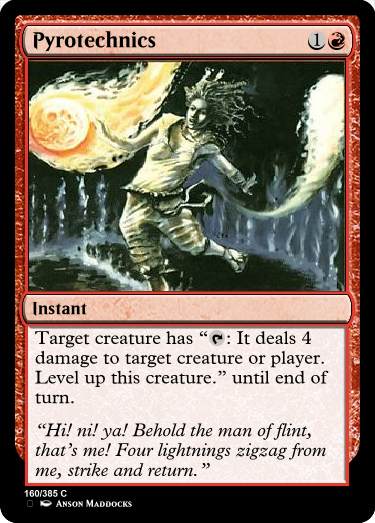 Pyrotechnics 1
Instant
Target creature has “: It deals 4
damage to target creature or player.
Level up this creature.” until end of
turn.
“Hi! ni! ya! Behold the man of flint,
that’s me! Four lightnings zigzag from
me, strike and return.”
160/385 C
Anson Maddocks